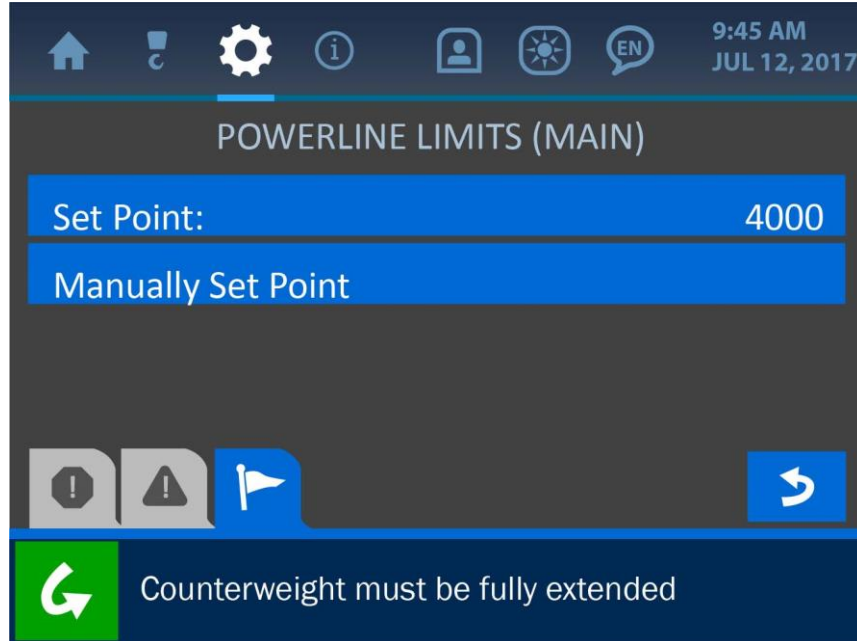 EN
9:45 AM
JUL 12, 2017
POWERLINE LIMITS (MAIN)
Set Point: 4000
Manually Set Point
Counterweight must be fully extended